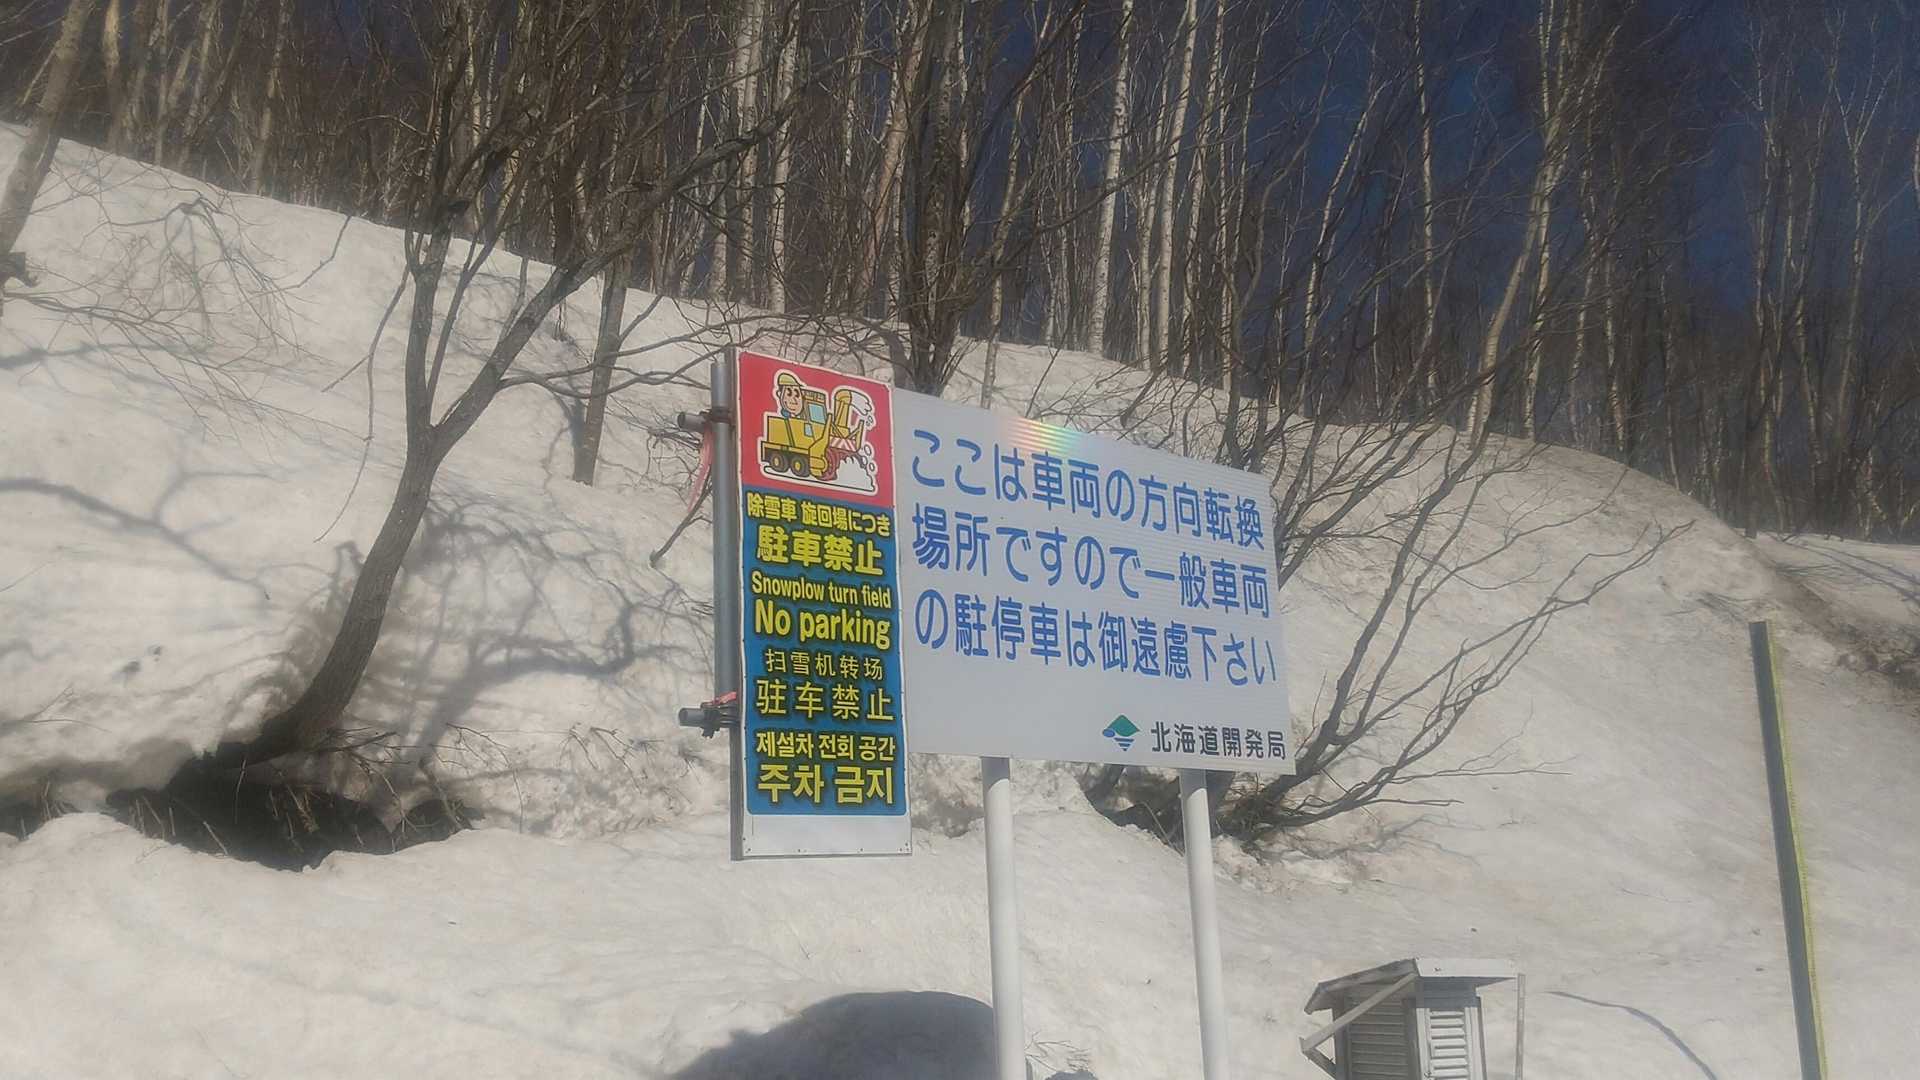 除雪車 旋回場につき
駐車禁止
Snowplow turn field
No parking
扫雪机转场
驻车禁止
제설차 전회 공간
주차 금지
ここは車両の方向転換
場所ですので一般車両
の駐停車は御遠慮下さい
北海道開発局